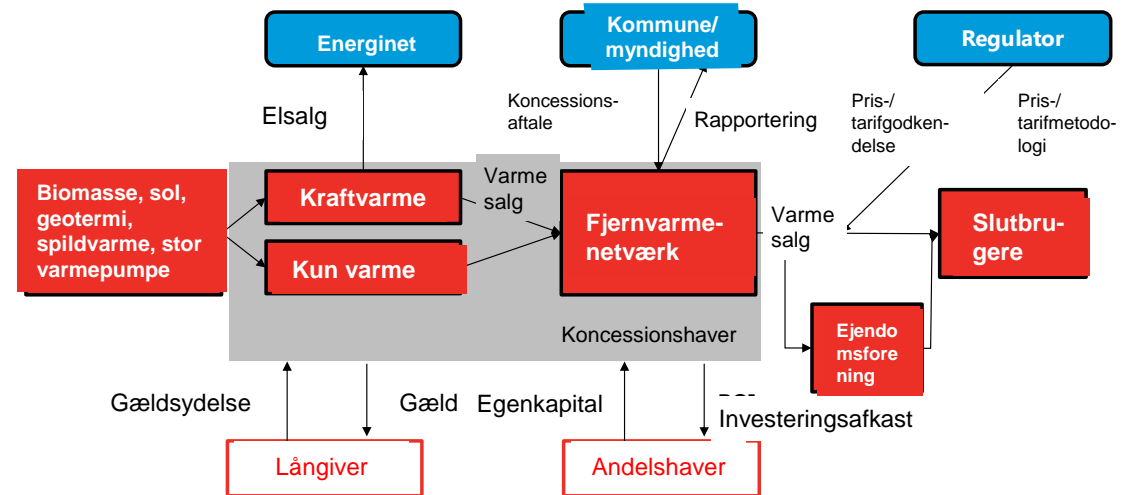 Energinet
Kommune/
myndighed
Regulator
Elsalg
Koncessions-
aftale
Rapportering
Pris-/
tarifgodken-
delse
Pris-/
tarifmetodo-
logi
Biomasse, sol,
geotermi,
spildvarme, stor
varmepumpe
Kraftvarme
Kun varme
Varme
salg
Fjernvarme-
netværk
Varme
salg
Slutbru-
gere
Koncessionshaver
Ejendo
msfore
ning
Gældsydelse
Gæld
Egenkapital
Investeringsafkast
Långiver
Andelshaver